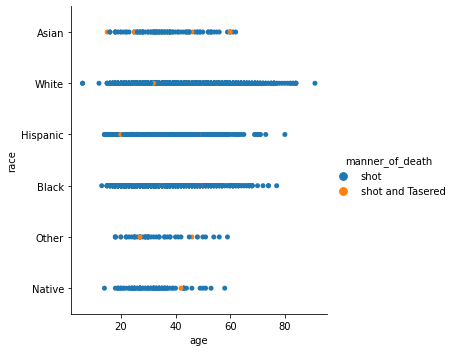 Asian
White
Hispanic
Black
Other
Native
race
20 40 60 80
age
manner_of_death
shot
shot and Tasered